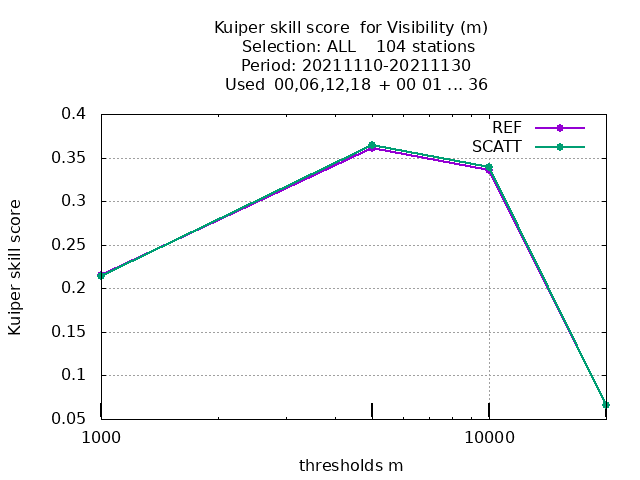 Kuiper skill score  for Visibility (m)
Selection: ALL    104 stations
Period: 20211110-20211130
Used  00,06,12,18  + 00 01 ... 36
REF
SCATT
0.4
0.35
0.3
0.25
0.2
0.15
0.1
0.05
Kuiper skill score
1000
10000
thresholds m